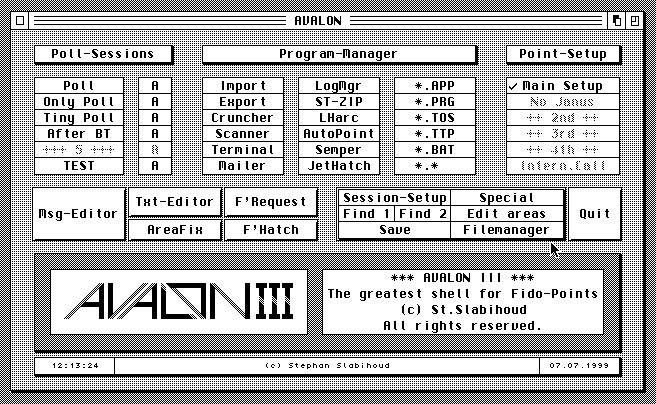 AVALON
Poll-Sessions Program-Manager Point-Setup
Poll A Import LogMgr *.APP ✓ Main Setup
Only Poll A Export ST-ZIP *.PRG No Janus
Tiny Poll A Cruncher LHarc *.TOS ++ 2nd ++
After BT A Scanner AutoPoint *.TTP ++ 3rd ++
+++ 5 +++ A Terminal Semper *.BAT ++ 4th ++
TEST A Mailer JetHatch *.* Intern.Call
Msg-Editor Txt-Editor F'Request Session-Setup Special Quit
Find 1 Find 2 Edit areas
AreaFix F'Hatch Save Filemanager
AVALON III
*** AVALON III ***
The greatest shell for Fido-Points
(c) St.Slabihoud
All rights reserved.
12:13:24 (c) Stephan Slabihoud 07.07.1999